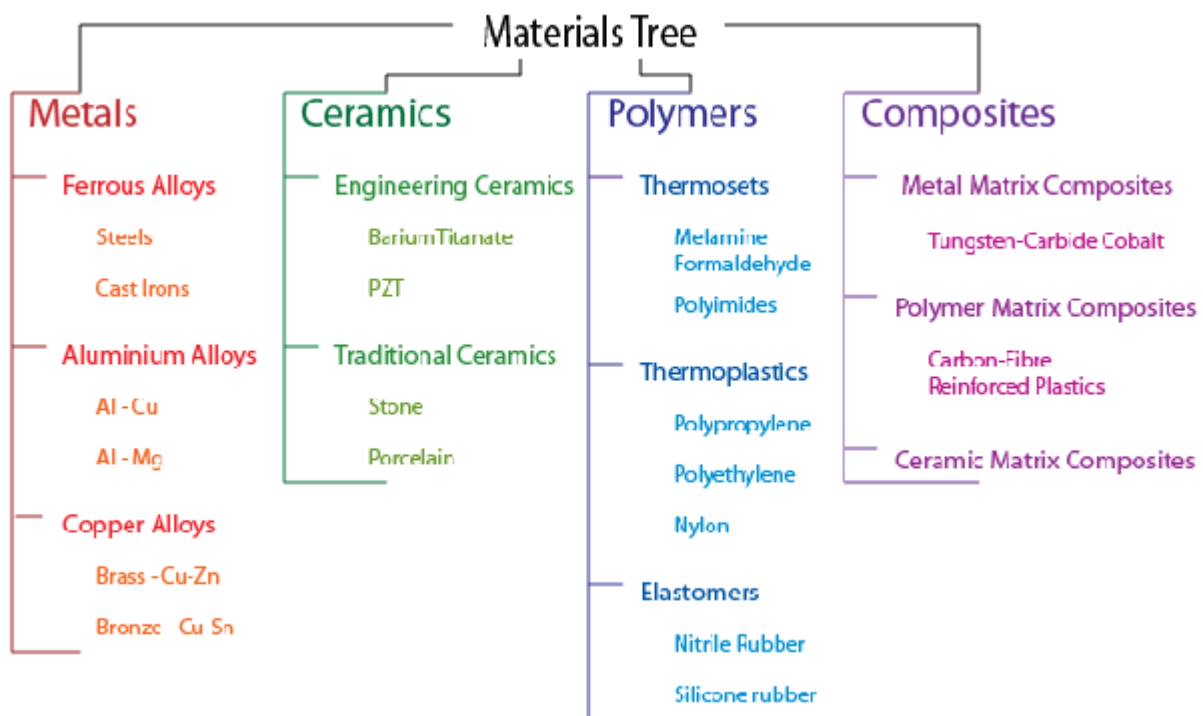 Materials Tree
Metals
Ferrous Alloys
Steels
Cast Irons
Aluminium Alloys
Al - Cu
Al - Mg
Copper Alloys
Brass - Cu-Zn
Bronze - Cu-Sn
Ceramics
Engineering Ceramics
Barium Titanate
PZT
Traditional Ceramics
Stone
Porcelain
Polymers
Thermosets
Melamine
Formaldehyde
Polyimides
Thermoplastics
Polypropylene
Polyethylene
Nylon
Elastomers
Nitrile Rubber
Silicone rubber
Composites
Metal Matrix Composites
Tungsten-Carbide Cobalt
Polymer Matrix Composites
Carbon-Fibre
Reinforced Plastics
Ceramic Matrix Composites